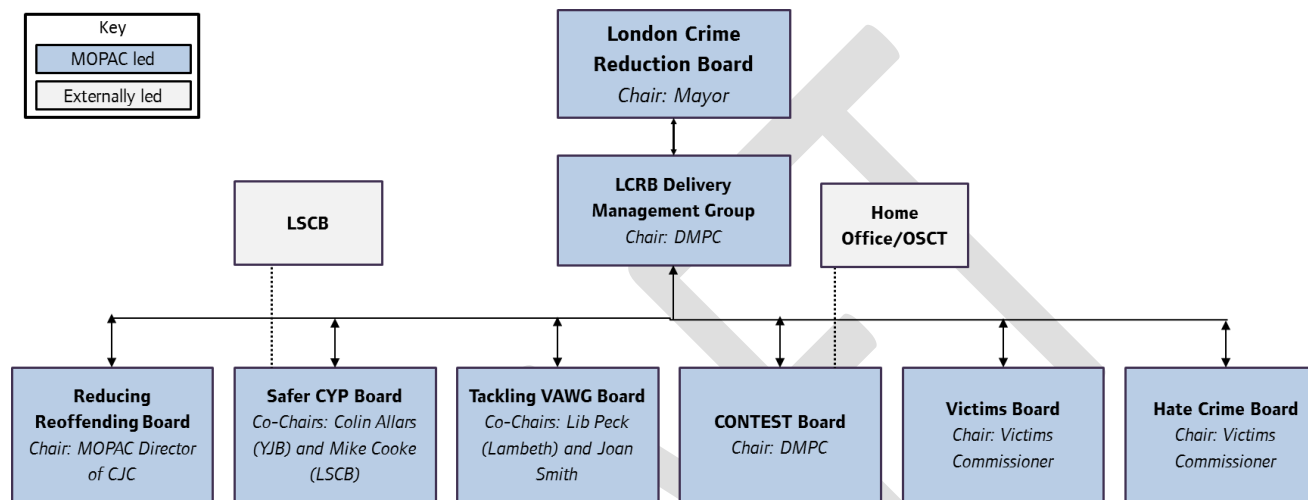 Key
MOPAC led
Externally led
London Crime
Reduction Board
Chair: Mayor
LCRB Delivery
Management Group
Chair: DMPC
LSCB
Home
Office/OSCT
Reducing
Reoffending Board
Chair: MOPAC Director
of CJC
Safer CYP Board
Co-Chairs: Colin Allars
(YJB) and Mike Cooke
(LSCB)
Tackling VAWG Board
Co-Chairs: Lib Peck
(Lambeth) and Joan
Smith
CONTEST Board
Chair: DMPC
Victims Board
Chair: Victims
Commissioner
Hate Crime Board
Chair: Victims
Commissioner